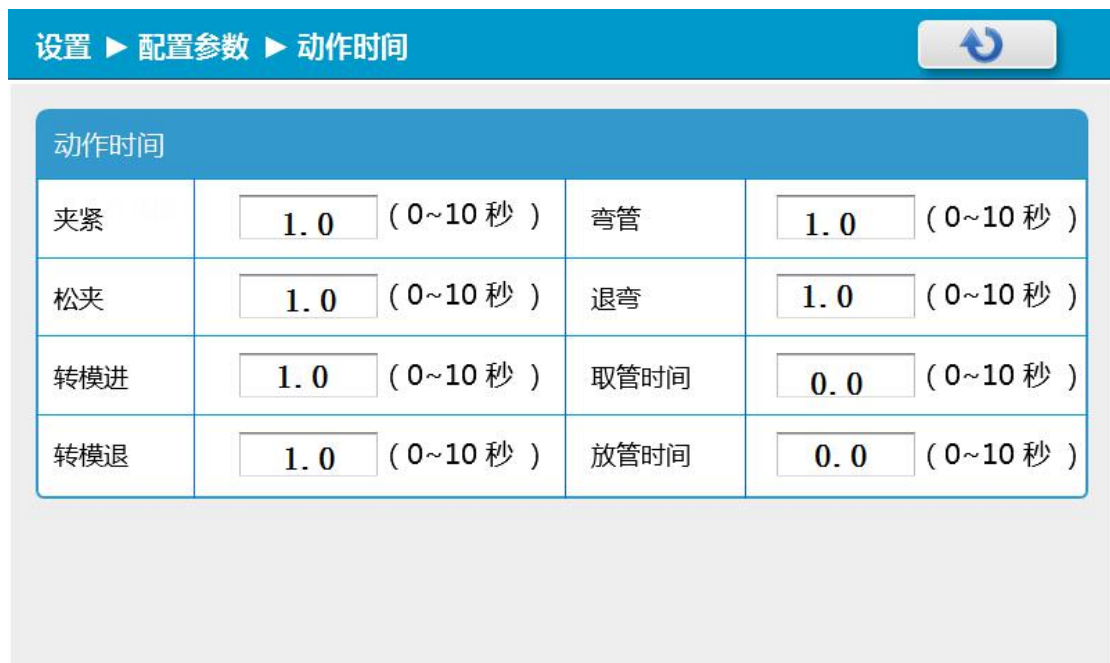 设置 ▶ 配置参数 ▶ 动作时间
动作时间
夹紧 1.0 (0~10 秒 ) 弯管 1.0 (0~10 秒 )
松夹 1.0 (0~10 秒 ) 退弯 1.0 (0~10 秒 )
转模进 1.0 (0~10 秒 ) 取管时间 0.0 (0~10 秒 )
转模退 1.0 (0~10 秒 ) 放管时间 0.0 (0~10 秒 )